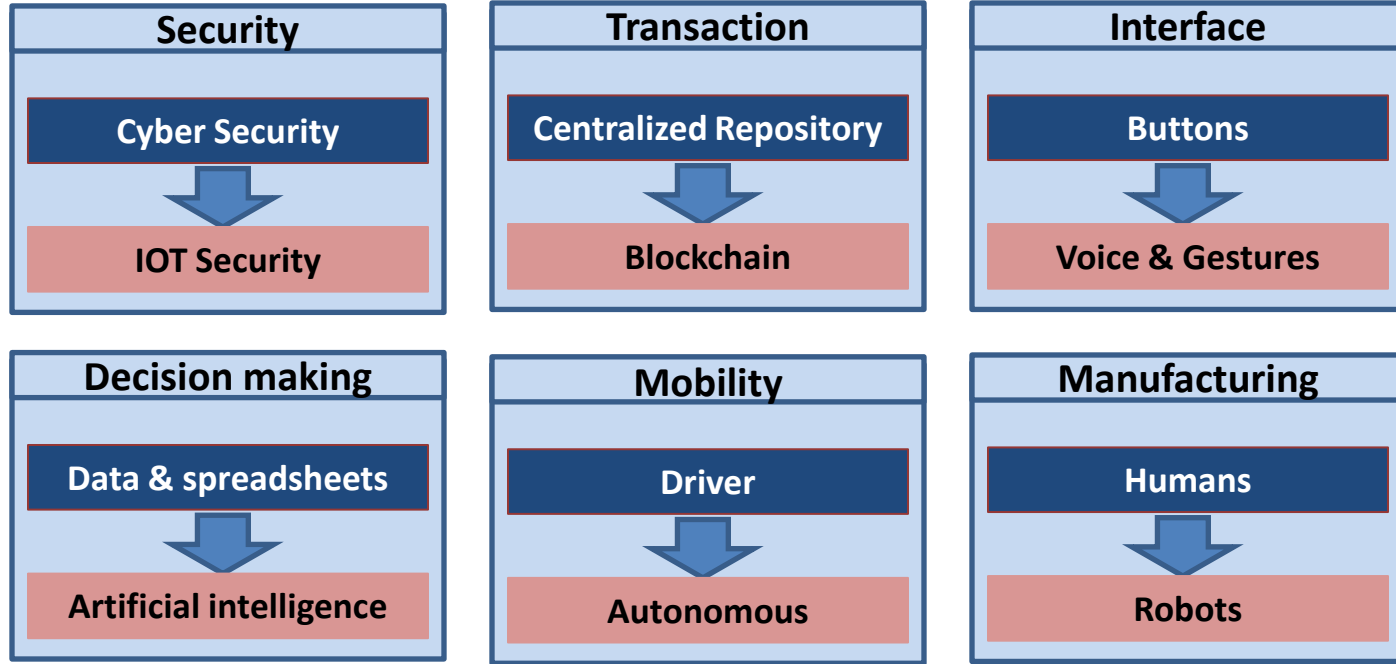 Security
Cyber Security
IOT Security
Transaction
Centralized Repository
Blockchain
Interface
Buttons
Voice & Gestures
Decision making
Data & spreadsheets
Artificial intelligence
Mobility
Driver
Autonomous
Manufacturing
Humans
Robots